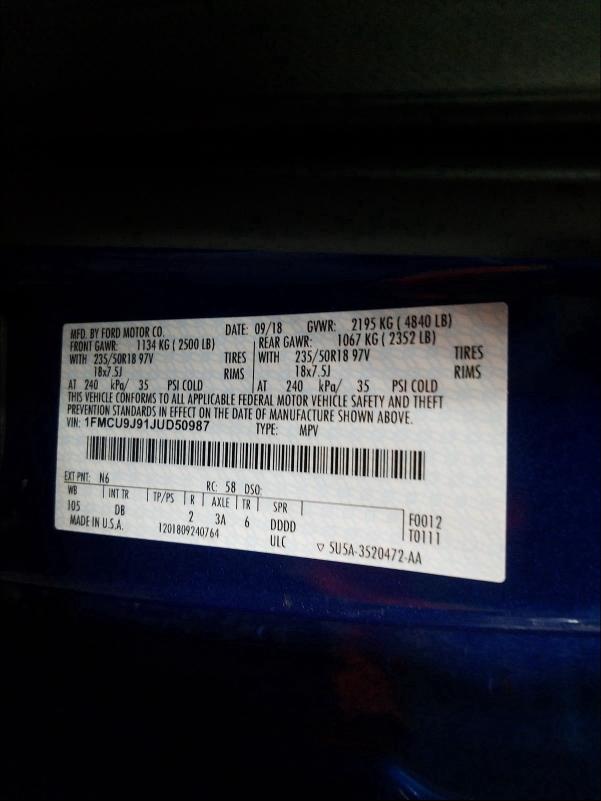 MFD. BY FORD MOTOR CO. DATE: 09/18 GVWR: 2195 KG ( 4840 LB)
FRONT GAWR: 1134 KG ( 2500 LB) REAR GAWR: 1067 KG ( 2352 LB)
WITH 235/50R18 97V TIRES WITH 235/50R18 97V TIRES
18x7.5J RIMS 18x7.5J RIMS
AT 240 kPa/ 35 PSI COLD AT 240 kPa/ 35 PSI COLD
THIS VEHICLE CONFORMS TO ALL APPLICABLE FEDERAL MOTOR VEHICLE SAFETY AND THEFT
PREVENTION STANDARDS IN EFFECT ON THE DATE OF MANUFACTURE SHOWN ABOVE.
VIN: 1FMCU9J91JUD50987 TYPE: MPV
EXT PNT: N6 RC: 58 DSO:
WB INT TR TP/PS R AXLE TR SPR
105 DB 2 3A 6 DDDD F0012
MADE IN U.S.A. 1201809240764 ULC T0111
▽ 5U5A-3520472-AA